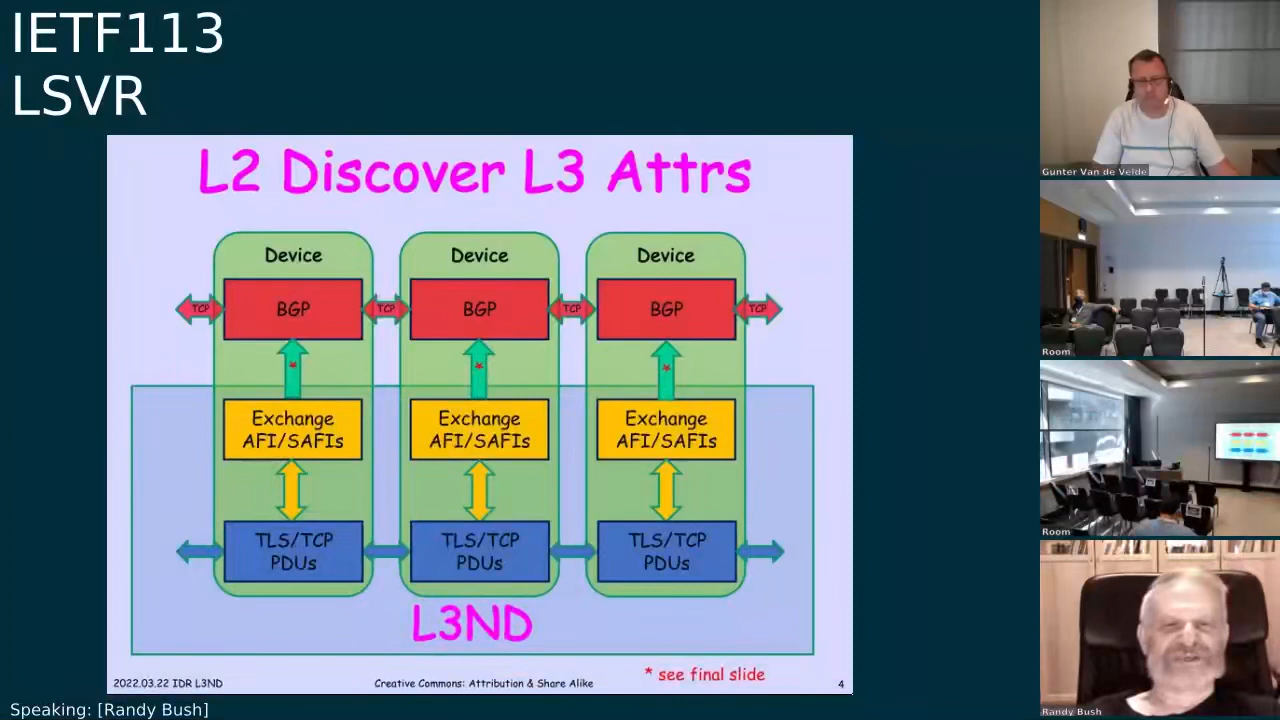 IETF113
LSVR
L2 Discover L3 Attrs
Device Device Device
TCP BGP TCP BGP TCP BGP TCP
* * *
Exchange Exchange Exchange
AFI/SAFIs AFI/SAFIs AFI/SAFIs
TLS/TCP TLS/TCP TLS/TCP
PDUs PDUs PDUs
L3ND
* see final slide
2022.03.22 IDR L3ND Creative Commons: Attribution & Share Alike 4
Speaking: [Randy Bush]
Gunter Van de Velde
Room
Room
Randy Bush